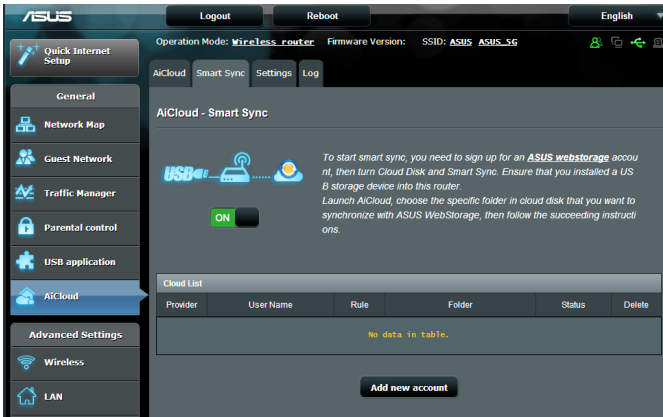 ASUS
Logout
Reboot
English
Quick Internet
Setup
Operation Mode: Wireless router Firmware Version: SSID: ASUS ASUS_5G
AiCloud
Smart Sync
Settings
Log
General
Network Map
Guest Network
Traffic Manager
Parental control
USB application
AiCloud
Advanced Settings
Wireless
LAN
AiCloud - Smart Sync
USB
ON
To start smart sync, you need to sign up for an ASUS webstorage accou
nt, then turn Cloud Disk and Smart Sync. Ensure that you installed a US
B storage device into this router.
Launch AiCloud, choose the specific folder in cloud disk that you want to
synchronize with ASUS WebStorage, then follow the succeeding instructi
ons.
Cloud List
Provider User Name Rule Folder Status Delete
No data in table.
Add new account